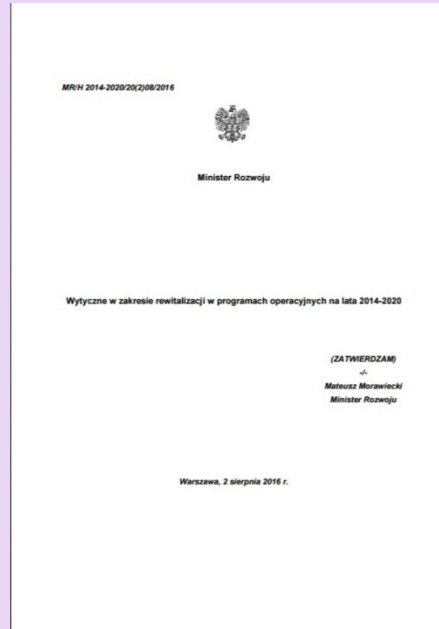 MR/H 2014-2020/20(2)08/2016
Minister Rozwoju
Wytyczne w zakresie rewitalizacji w programach operacyjnych na lata 2014-2020
(ZATWIERDZAM)
-/-
Mateusz Morawiecki
Minister Rozwoju
Warszawa, 2 sierpnia 2016 r.